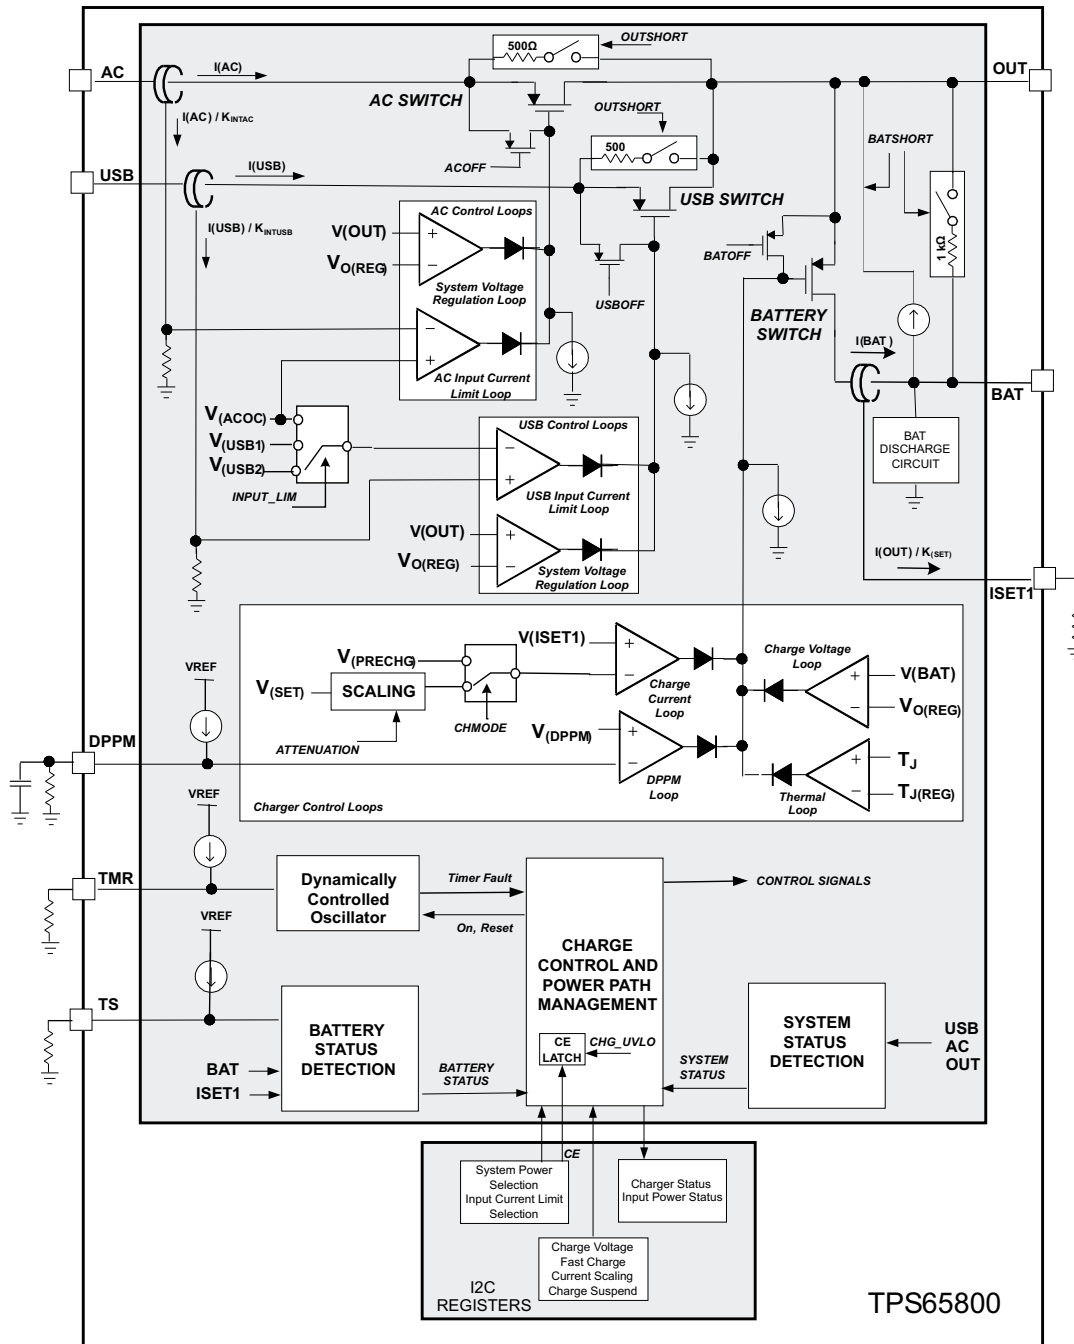 500Ω
OUTSHORT
AC
I(AC)
OUT
AC SWITCH
OUTSHORT
I(AC) / KINTAC
BATSHORT
500
ACOFF
USB
I(USB)
USB SWITCH
AC Control Loops
I(USB) / KINTUSB
V(OUT)
+
−
VO(REG)
1 kΩ
BATOFF
System Voltage
Regulation Loop
USBOFF
BATTERY
SWITCH
−
+
I(BAT)
AC Input Current
Limit Loop
BAT
V(ACOC)
V(USB1)
V(USB2)
USB Control Loops
BAT
DISCHARGE
CIRCUIT
−
+
INPUT_LIM
USB Input Current
Limit Loop
V(OUT)
+
−
VO(REG)
System Voltage
Regulation Loop
I(OUT) / K(SET)
ISET1
V(ISET1)
+
−
Charge Voltage
Loop
VREF
V(PRECHG)
V(BAT)
+
−
V(SET)
SCALING
Charge
Current
Loop
VO(REG)
CHMODE
V(DPPM)
+
−
DPPM
ATTENUATION
TJ
+
−
DPPM
Loop
Thermal
Loop
TJ(REG)
VREF
Charger Control Loops
TMR
Dynamically
Controlled
Oscillator
Timer Fault
CONTROL SIGNALS
VREF
On, Reset
CHARGE
CONTROL AND
POWER PATH
MANAGEMENT
TS
BATTERY
STATUS
DETECTION
SYSTEM
STATUS
DETECTION
USB
AC
OUT
CE
LATCH
CHG_UVLO
BAT
ISET1
BATTERY
STATUS
SYSTEM
STATUS
CE
System Power
Selection
Input Current Limit
Selection
Charger Status
Input Power Status
Charge Voltage
Fast Charge
Current Scaling
Charge Suspend
I2C
REGISTERS
TPS65800